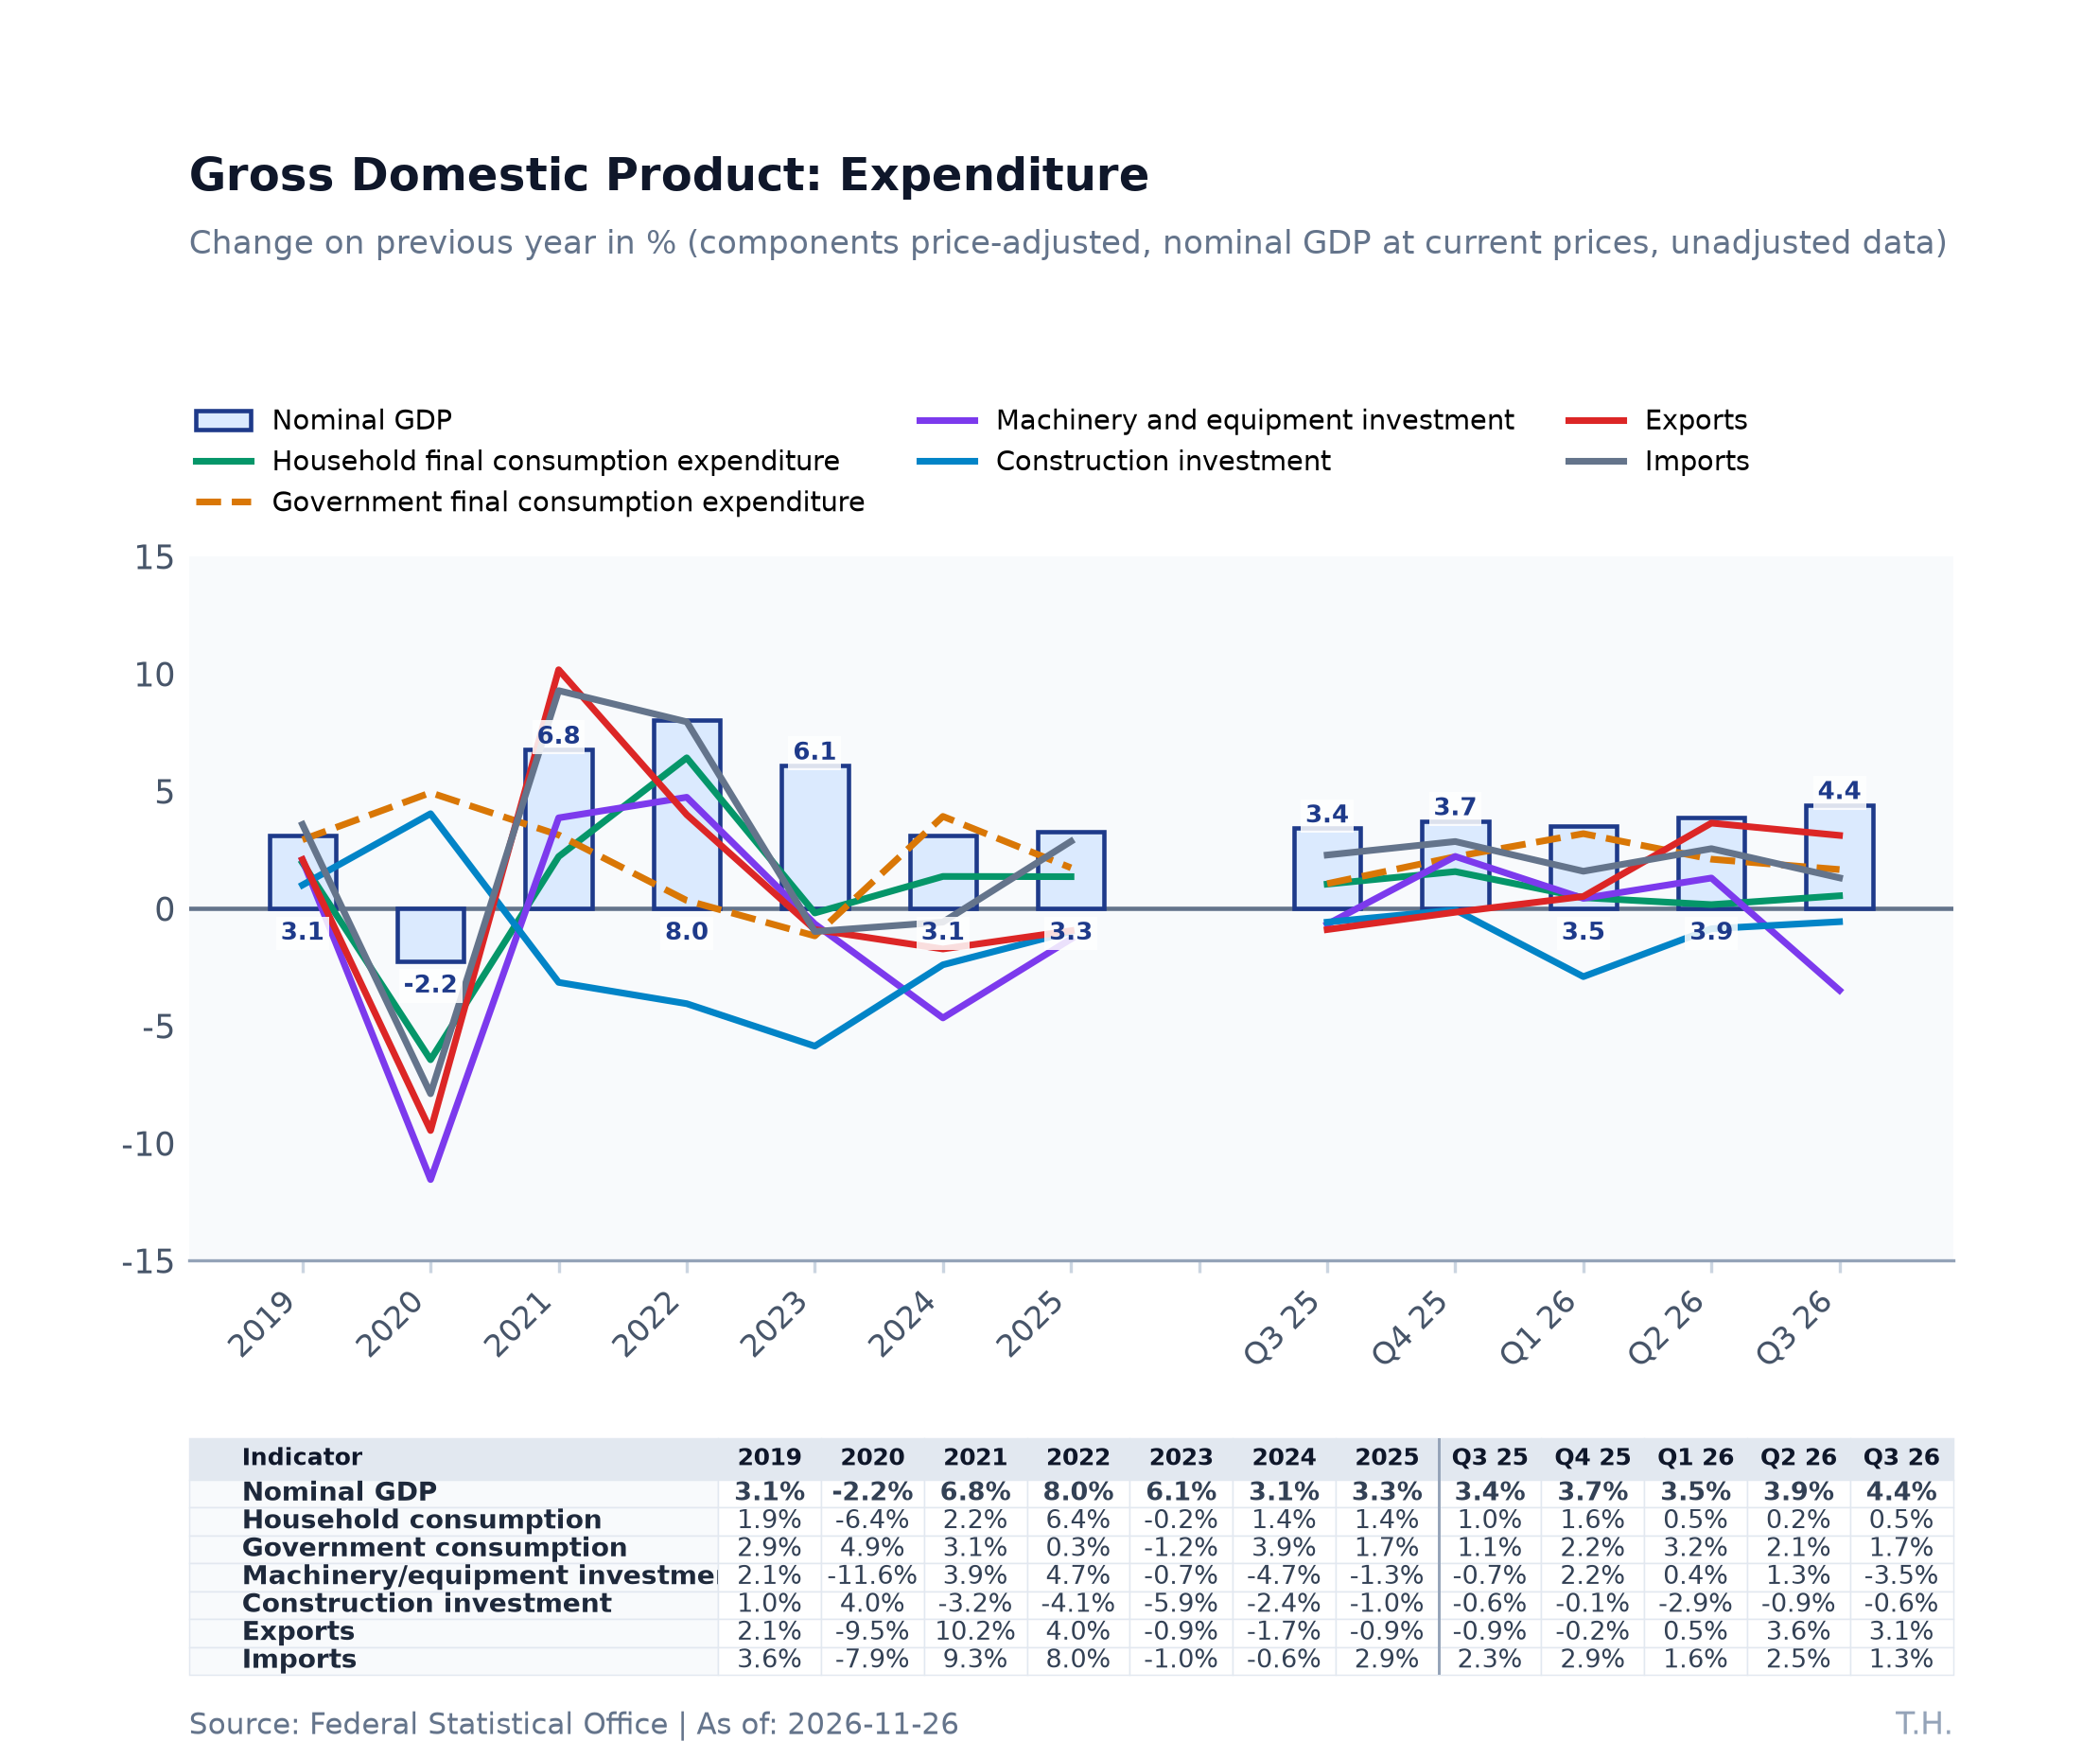 Gross Domestic Product: Expenditure
Change on previous year in % (components price-adjusted, nominal GDP at current prices, unadjusted data)
Nominal GDP Machinery and equipment investment Exports
Household final consumption expenditure Construction investment Imports
Government final consumption expenditure
15
10
5
0
-5
-10
-15
6.8 6.1
3.4 3.7 4.4
3.1 8.0 3.1 3.3 3.5 3.9
-2.2
2019 2020 2021 2022 2023 2024 2025 Q3 25 Q4 25 Q1 26 Q2 26 Q3 26
Indicator 2019 2020 2021 2022 2023 2024 2025 Q3 25 Q4 25 Q1 26 Q2 26 Q3 26
Nominal GDP 3.1% -2.2% 6.8% 8.0% 6.1% 3.1% 3.3% 3.4% 3.7% 3.5% 3.9% 4.4%
Household consumption 1.9% -6.4% 2.2% 6.4% -0.2% 1.4% 1.4% 1.0% 1.6% 0.5% 0.2% 0.5%
Government consumption 2.9% 4.9% 3.1% 0.3% -1.2% 3.9% 1.7% 1.1% 2.2% 3.2% 2.1% 1.7%
Machinery/equipment investme 2.1% -11.6% 3.9% 4.7% -0.7% -4.7% -1.3% -0.7% 2.2% 0.4% 1.3% -3.5%
Construction investment 1.0% 4.0% -3.2% -4.1% -5.9% -2.4% -1.0% -0.6% -0.1% -2.9% -0.9% -0.6%
Exports 2.1% -9.5% 10.2% 4.0% -0.9% -1.7% -0.9% -0.9% -0.2% 0.5% 3.6% 3.1%
Imports 3.6% -7.9% 9.3% 8.0% -1.0% -0.6% 2.9% 2.3% 2.9% 1.6% 2.5% 1.3%
Source: Federal Statistical Office | As of: 2026-11-26 T.H.